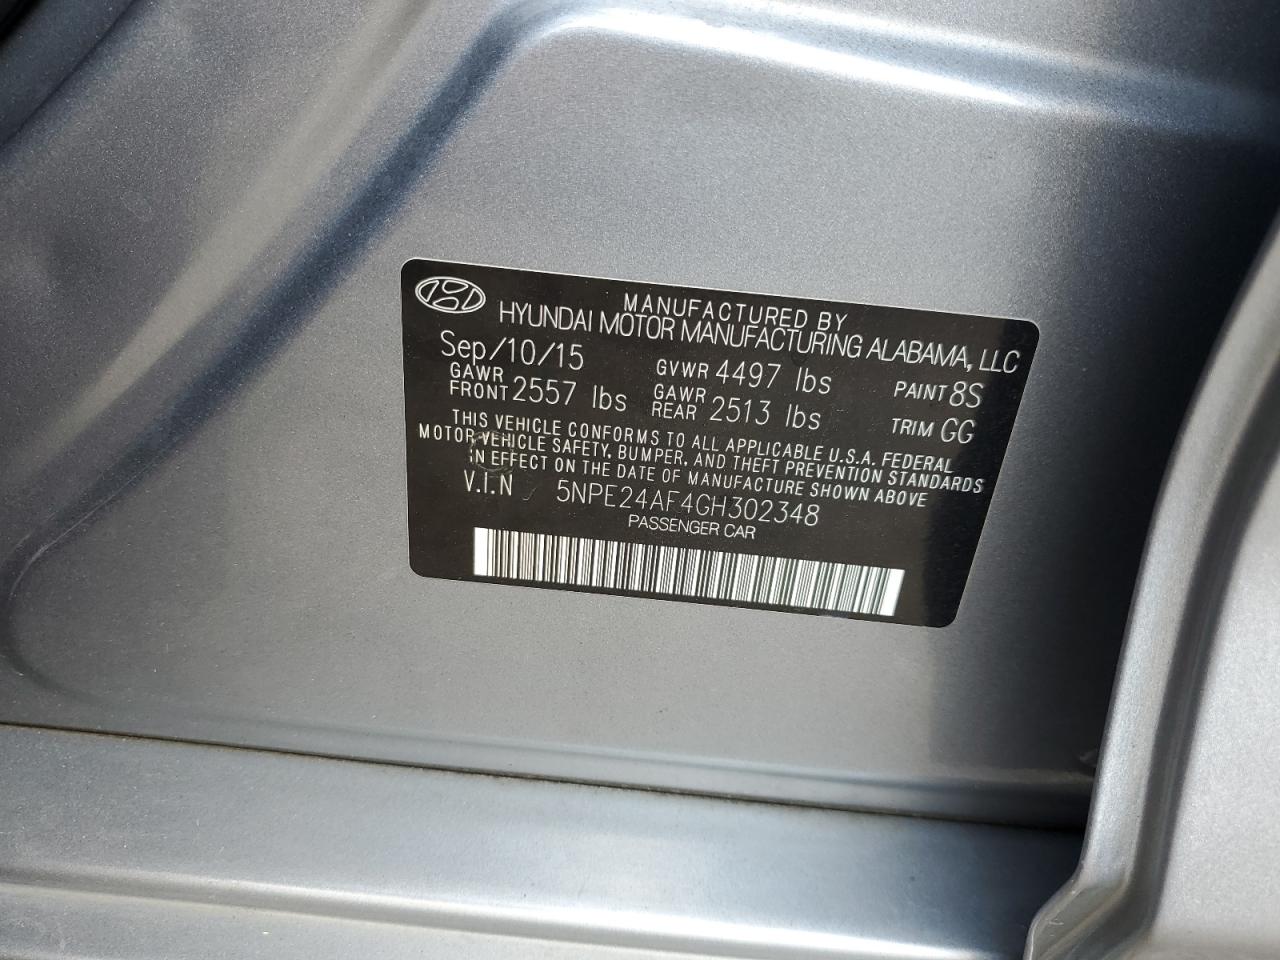 MANUFACTURED BY
HYUNDAI MOTOR MANUFACTURING ALABAMA, LLC
Sep/10/15 GVWR 4497 lbs PAINT 8S
GAWR FRONT 2557 lbs GAWR REAR 2513 lbs TRIM GG
THIS VEHICLE CONFORMS TO ALL APPLICABLE U.S.A. FEDERAL
MOTOR VEHICLE SAFETY, BUMPER, AND THEFT PREVENTION STANDARDS
IN EFFECT ON THE DATE OF MANUFACTURE SHOWN ABOVE
V.I.N 5NPE24AF4GH302348
PASSENGER CAR